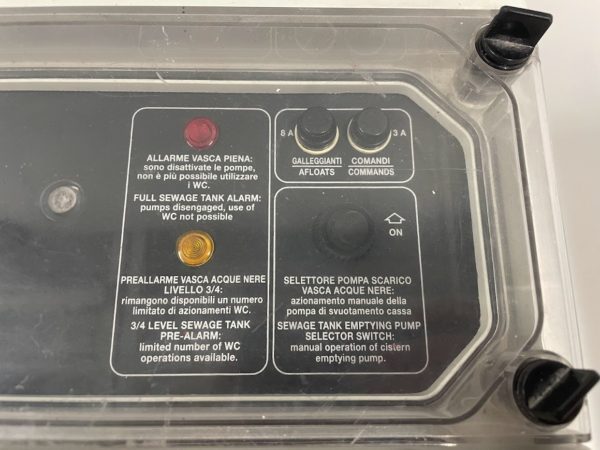 ALLARME VASCA PIENA:
sono disattivate le pompe,
non è più possibile utilizzare
i WC.
FULL SEWAGE TANK ALARM:
pumps disengaged, use of
WC not possible
PREALLARME VASCA ACQUE NERE
LIVELLO 3/4:
rimangono disponibili un numero
limitato di azionamenti WC.
3/4 LEVEL SEWAGE TANK
PRE-ALARM:
limited number of WC
operations available.
8 A
3 A
GALLEGGIANTI
AFLOATS
COMANDI
COMMANDS
ON
SELETTORE POMPA SCARICO
VASCA ACQUE NERE:
azionamento manuale della
pompa di svuotamento cassa
SEWAGE TANK EMPTYING PUMP
SELECTOR SWITCH:
manual operation of cistern
emptying pump.